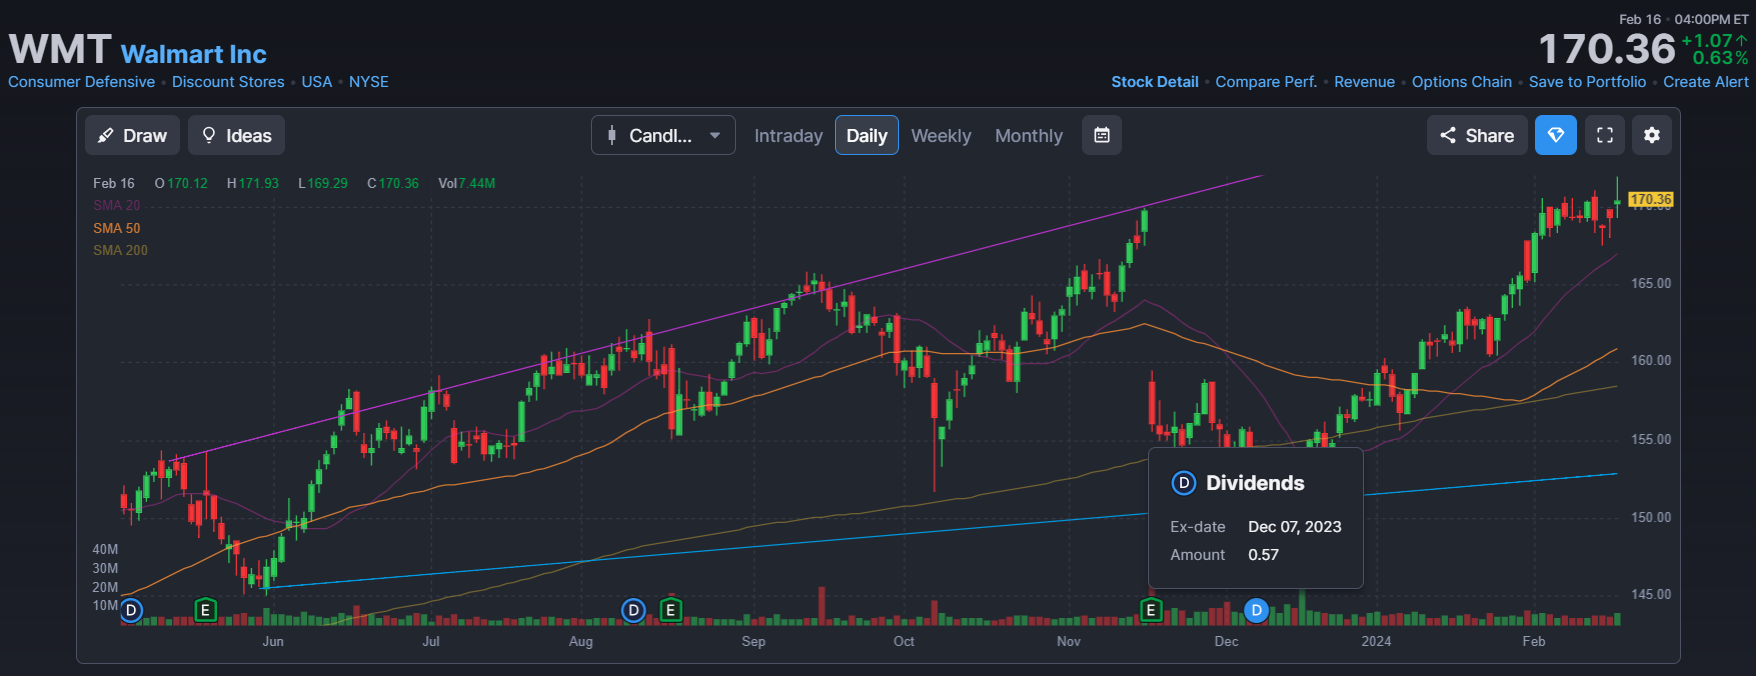 Feb 16 • 04:00PM ET
WMT Walmart Inc
170.36 +1.07↑
0.63%
Consumer Defensive • Discount Stores • USA • NYSE
Stock Detail • Compare Perf. • Revenue • Options Chain • Save to Portfolio • Create Alert
Draw Ideas Candl... Intraday Daily Weekly Monthly Share
Feb 16 O 170.12 H 171.93 L 169.29 C 170.36 Vol 7.44M
SMA 20
SMA 50
SMA 200
170.36
165.00
160.00
155.00
150.00
145.00
D Dividends
Ex-date Dec 07, 2023
Amount 0.57
40M
30M
20M
10M
D E D E E D
Jun Jul Aug Sep Oct Nov Dec 2024 Feb